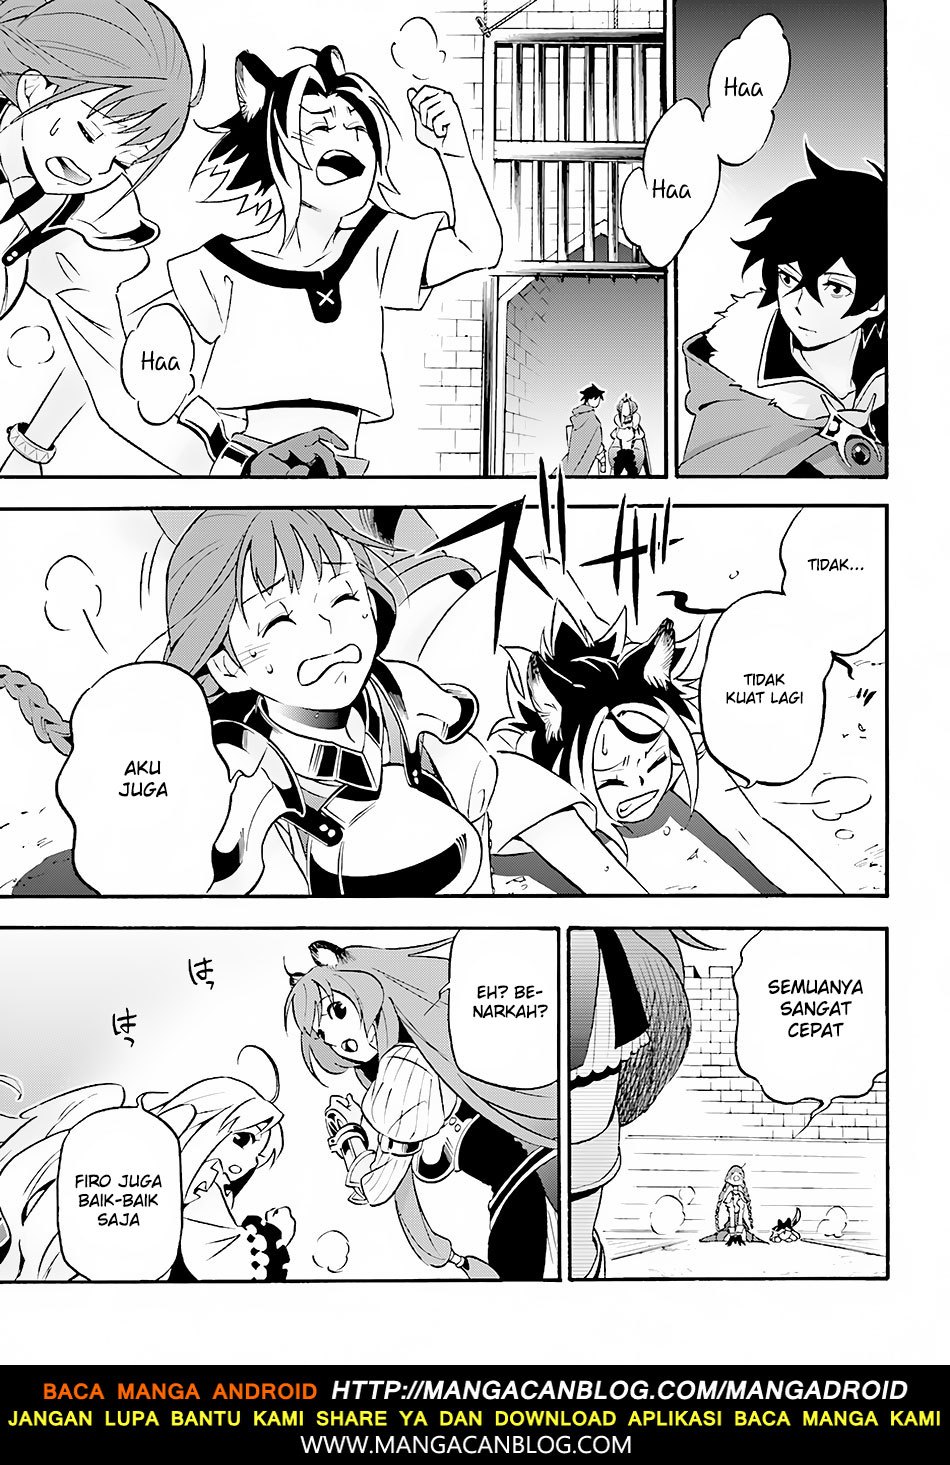 Haa
Haa
Haa
ズ
ザ
TIDAK...
TIDAK
KUAT LAGI
AKU
JUGA
SEMUANYA
SANGAT
CEPAT
EH? BE-
NARKAH?
はっ
はっ
FIRO JUGA
BAIK-BAIK
SAJA
BACA MANGA ANDROID HTTP://MANGACANBLOG.COM/MANGADROID
JANGAN LUPA BANTU KAMI SHARE YA DAN DOWNLOAD APLIKASI BACA MANGA KAMI
WWW.MANGACANBLOG.COM